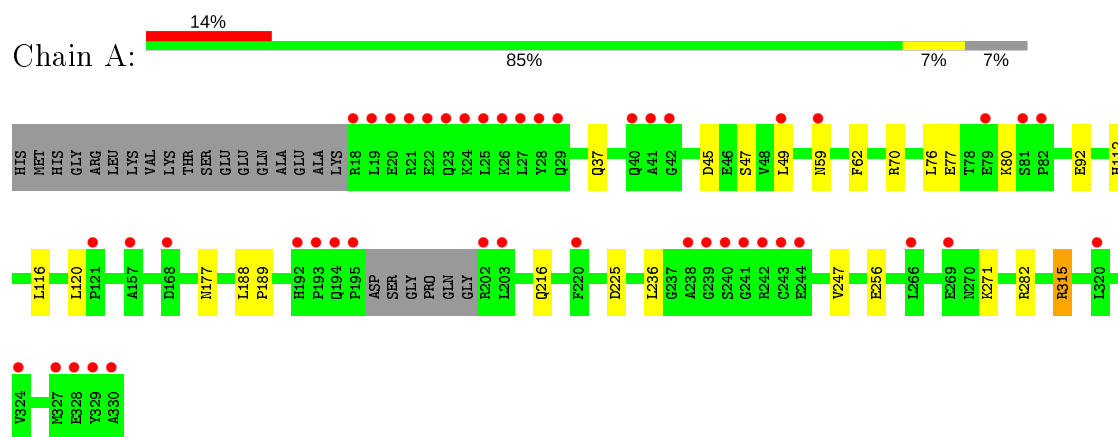 14%
Chain A:
85% 7% 7%
HIS MET HIS GLY ARG LEU LYS VAL LYS THR SER GLU GLU GLN ALA GLU ALA LYS R18 L19 E20 R21 E22 Q23 K24 L25 K26 L27 Y28 Q29 Q37 Q40 A41 G42 D45 E46 S47 V48 L49 N59 F62 R70 L76 E77 T78 E79 K80 S81 P82 E92 H112
L116 L120 P121 A157 D168 N177 L188 P189 H192 P193 Q194 P195 ASP SER GLY PRO GLN GLY R202 L203 Q216 F220 D225 L236 G237 A238 G239 S240 G241 R242 C243 E244 V247 E256 L266 E269 N270 K271 R282 R315 L320
V324 M327 E328 Y329 A330